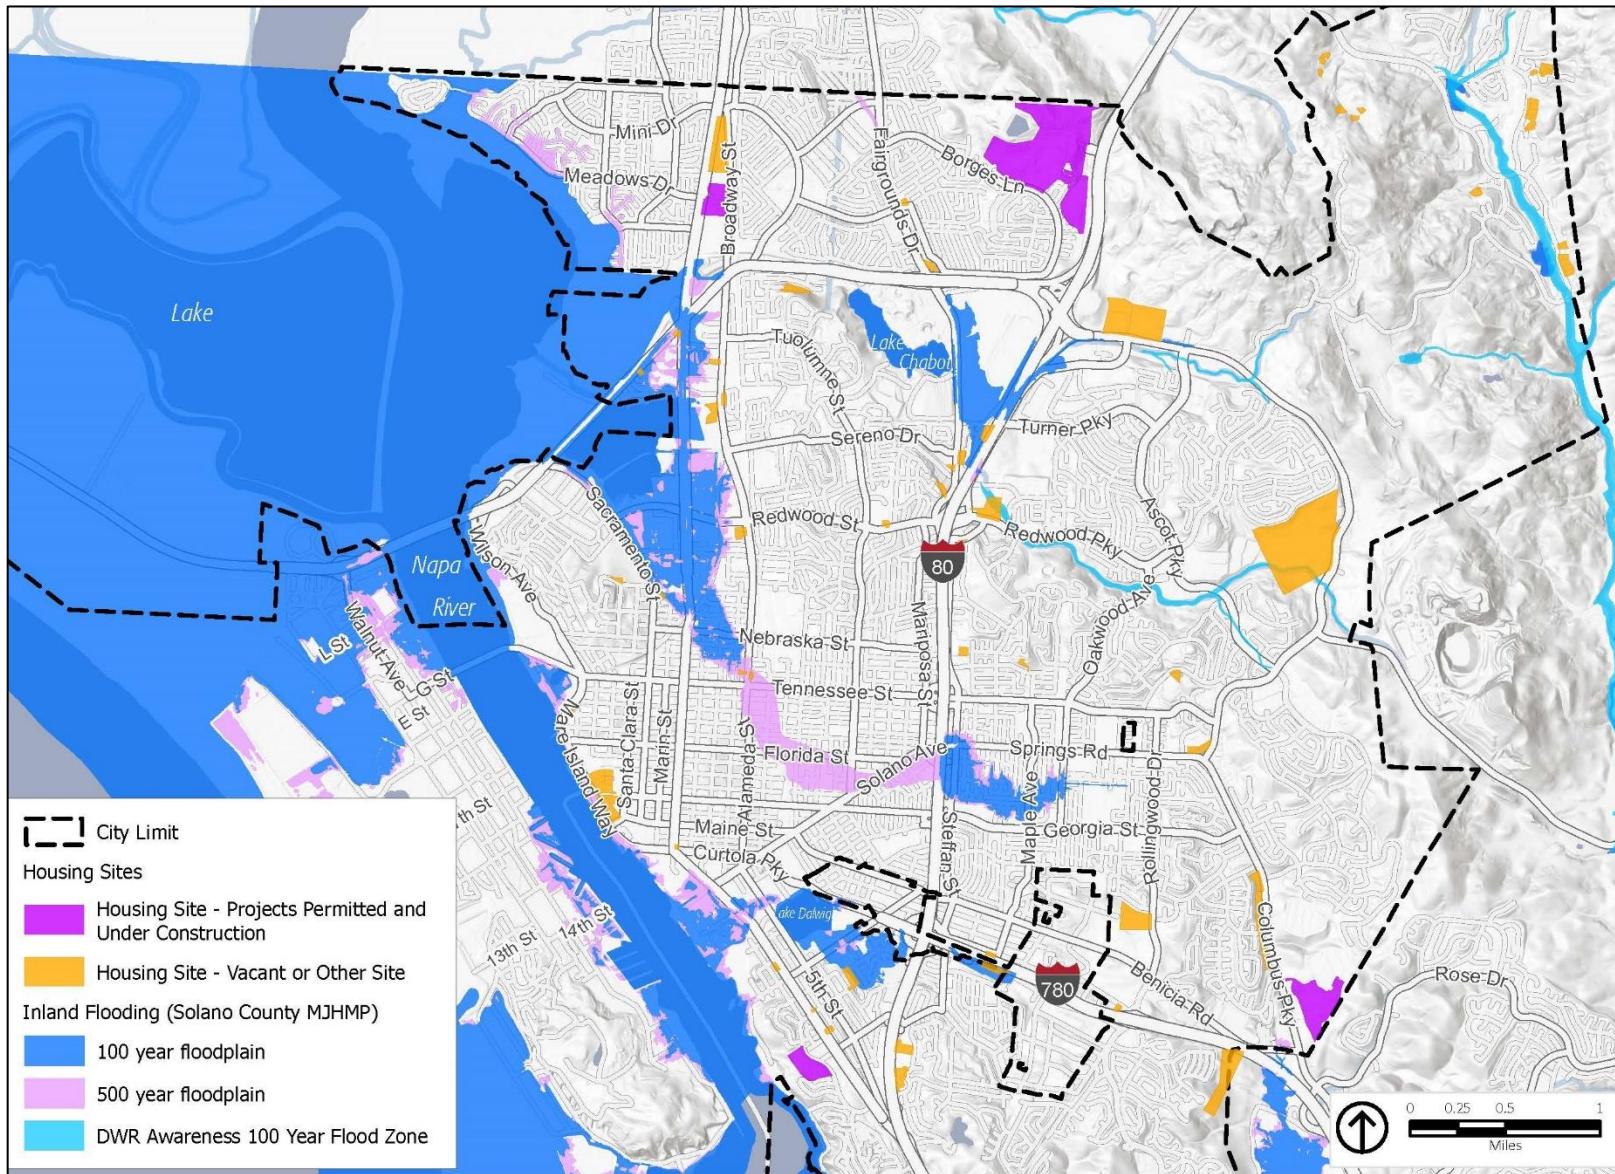 Mini Dr
Meadows Dr
Broadway St
Fairgrounds Dr
Borges Ln
Lake
Lake
Chabot
Tuolumne St
Sereno Dr
Turner Pky
Ascot Pky
Sacramento St
Redwood St
Redwood Pky
80
Wilson Ave
Napa
River
Oakwood Ave
Mariposa St
Walnut Ave
L St
G St
E St
Nebraska St
Tennessee St
Mare Island Way
Santa Clara St
Marin St
Alameda St
Florida St
Solano Ave
Springs Rd
Rollingwood Dr
Maple Ave
Maine St
Georgia St
Curtola Pky
Steffan St
13th St
14th St
5th St
780
Benicia Rd
Columbus Pky
Rose Dr
City Limit
Housing Sites
Housing Site - Projects Permitted and
Under Construction
Housing Site - Vacant or Other Site
Inland Flooding (Solano County MJHMP)
100 year floodplain
500 year floodplain
DWR Awareness 100 Year Flood Zone
0 0.25 0.5 1
Miles